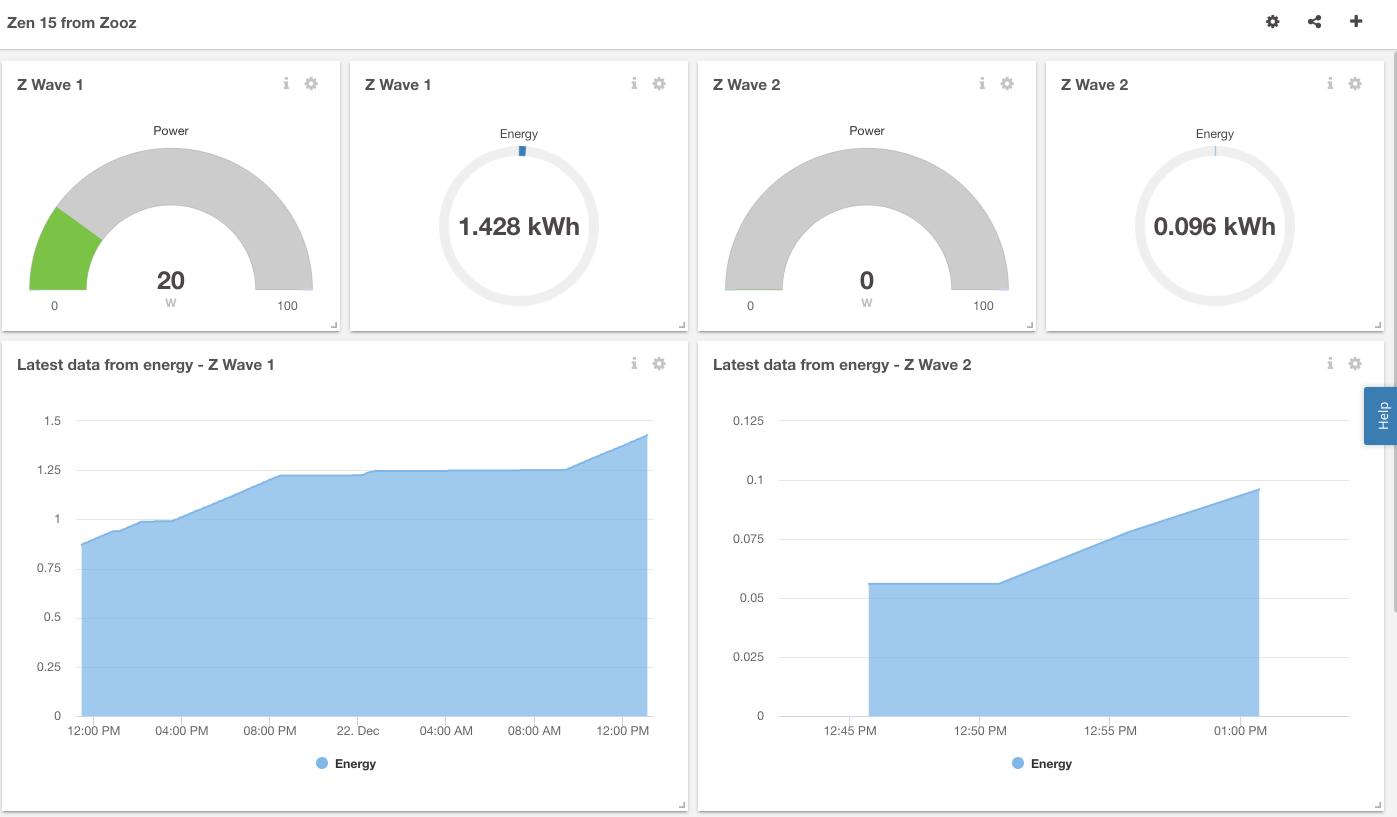 Zen 15 from Zooz
Z Wave 1
Power
20
W
0
100
Z Wave 1
Energy
1.428 kWh
Z Wave 2
Power
0
W
0
100
Z Wave 2
Energy
0.096 kWh
Latest data from energy - Z Wave 1
1.5
1.25
1
0.75
0.5
0.25
0
12:00 PM 04:00 PM 08:00 PM 22. Dec 04:00 AM 08:00 AM 12:00 PM
Energy
Latest data from energy - Z Wave 2
0.125
0.1
0.075
0.05
0.025
0
12:45 PM 12:50 PM 12:55 PM 01:00 PM
Energy
Help